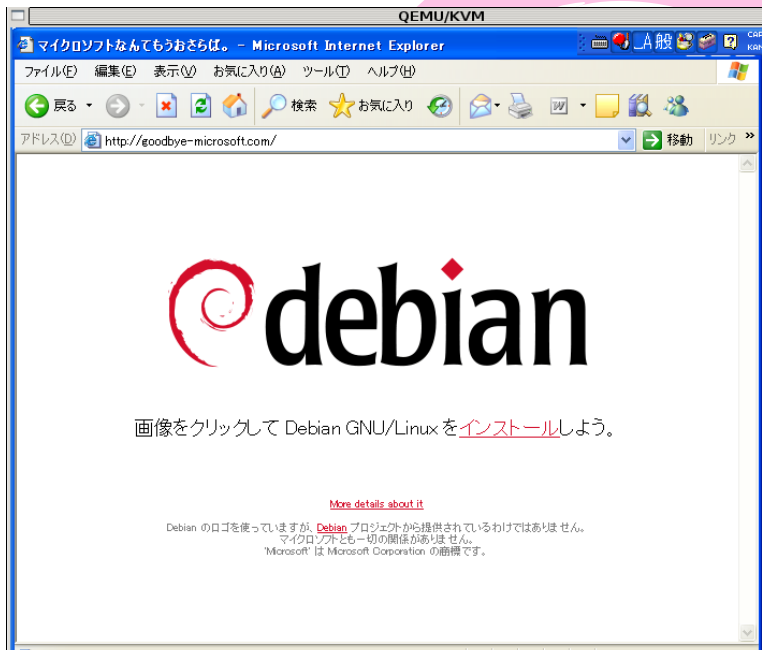 QEMU/KVM
マイクロソフトなんてもうおさらば。 - Microsoft Internet Explorer
A 般
CAP
KAN
ファイル(F) 編集(E) 表示(V) お気に入り(A) ツール(T) ヘルプ(H)
戻る 検索 お気に入り
アドレス(D) http://goodbye-microsoft.com/ 移動 リンク »
debian
画像をクリックして Debian GNU/Linux をインストールしよう。
More details about it
Debian のロゴを使っていますが、Debian プロジェクトから提供されているわけではありません。
マイクロソフトとも一切の関係がありません。
'Microsoft' は Microsoft Corporation の商標です。